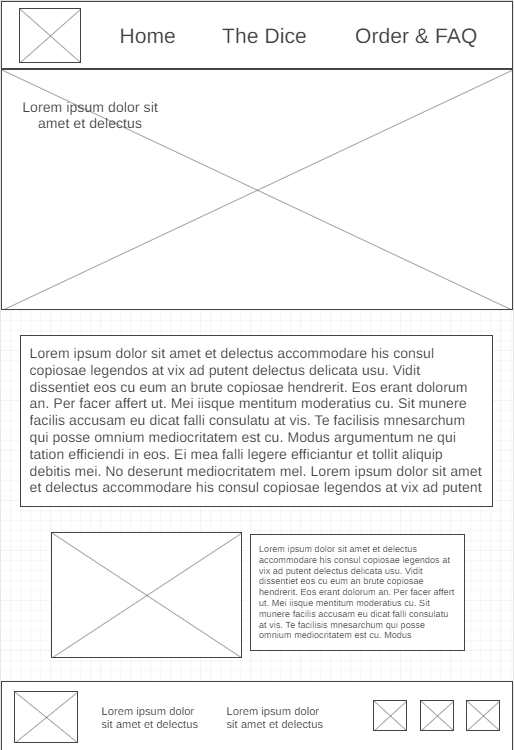 Home The Dice Order & FAQ
Lorem ipsum dolor sit
amet et delectus
Lorem ipsum dolor sit amet et delectus accommodare his consul
copiosae legendos at vix ad putent delectus delicata usu. Vidit
dissentiet eos cu eum an brute copiosae hendrerit. Eos erant dolorum
an. Per facer affert ut. Mei iisque mentitum moderatius cu. Sit munere
facilis accusam eu dicat falli consulatu at vis. Te facilisis mnesarchum
qui posse omnium mediocritatem est cu. Modus argumentum ne qui
tation efficiendi in eos. Ei mea falli legere efficiantur et tollit aliquip
debitis mei. No deserunt mediocritatem mel. Lorem ipsum dolor sit amet
et delectus accommodare his consul copiosae legendos at vix ad putent
Lorem ipsum dolor sit amet et delectus
accommodare his consul copiosae legendos at
vix ad putent delectus delicata usu. Vidit
dissentiet eos cu eum an brute copiosae
hendrerit. Eos erant dolorum an. Per facer affert
ut. Mei iisque mentitum moderatius cu. Sit
munere facilis accusam eu dicat falli consulatu
at vis. Te facilisis mnesarchum qui posse
omnium mediocritatem est cu. Modus
Lorem ipsum dolor
sit amet et delectus
Lorem ipsum dolor
sit amet et delectus